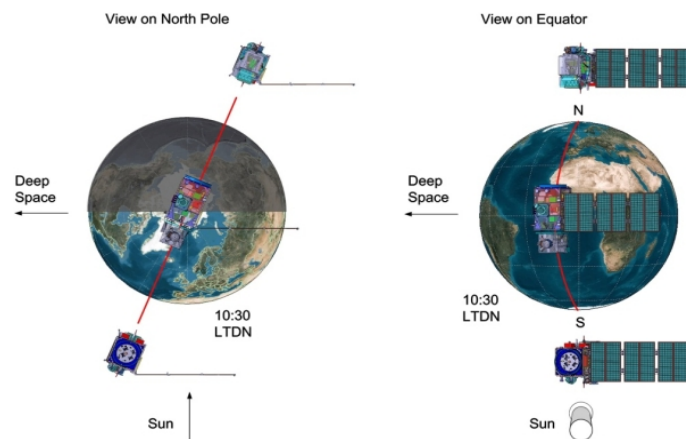 View on North Pole
View on Equator
N
Deep
Space
Deep
Space
10:30
LTDN
10:30
LTDN
S
Sun
Sun